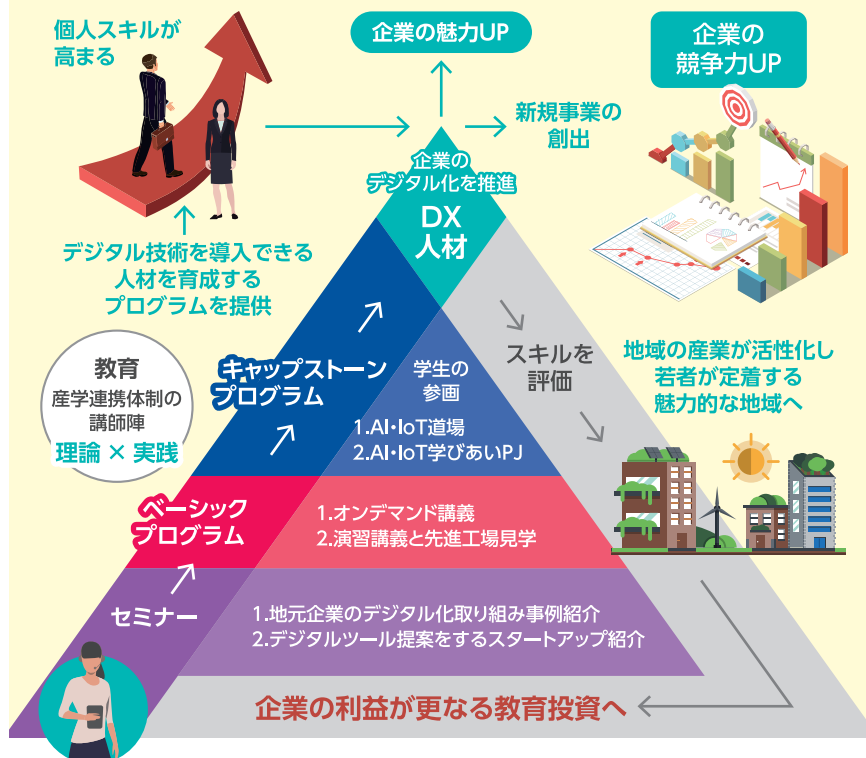 個人スキルが
高まる
企業の魅力UP
企業の
競争力UP
新規事業の
創出
企業の
デジタル化を推進
DX
人材
デジタル技術を導入できる
人材を育成する
プログラムを提供
教育
産学連携体制の
講師陣
理論 × 実践
キャップストーン
プログラム
学生の
参画
1.AI・IoT道場
2.AI・IoT学びあいPJ
スキルを
評価
地域の産業が活性化し
若者が定着する
魅力的な地域へ
ベーシック
プログラム
1.オンデマンド講義
2.演習講義と先進工場見学
セミナー
1.地元企業のデジタル化取り組み事例紹介
2.デジタルツール提案をするスタートアップ紹介
企業の利益が更なる教育投資へ